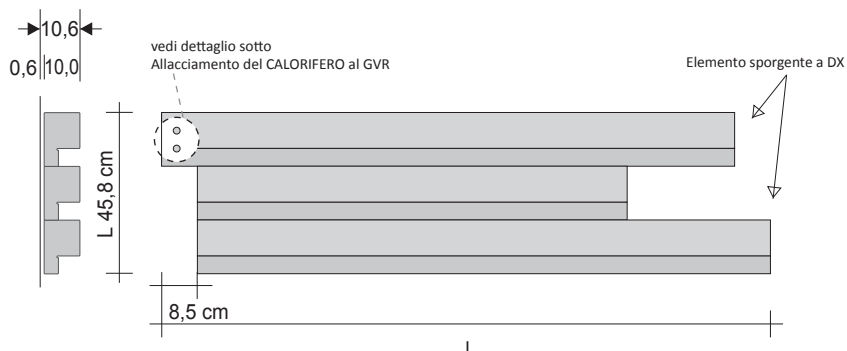 10,6
0,6 10,0
vedi dettaglio sotto
Allacciamento del CALORIFERO al GVR
Elemento sporgente a DX
L 45,8 cm
8,5 cm
L